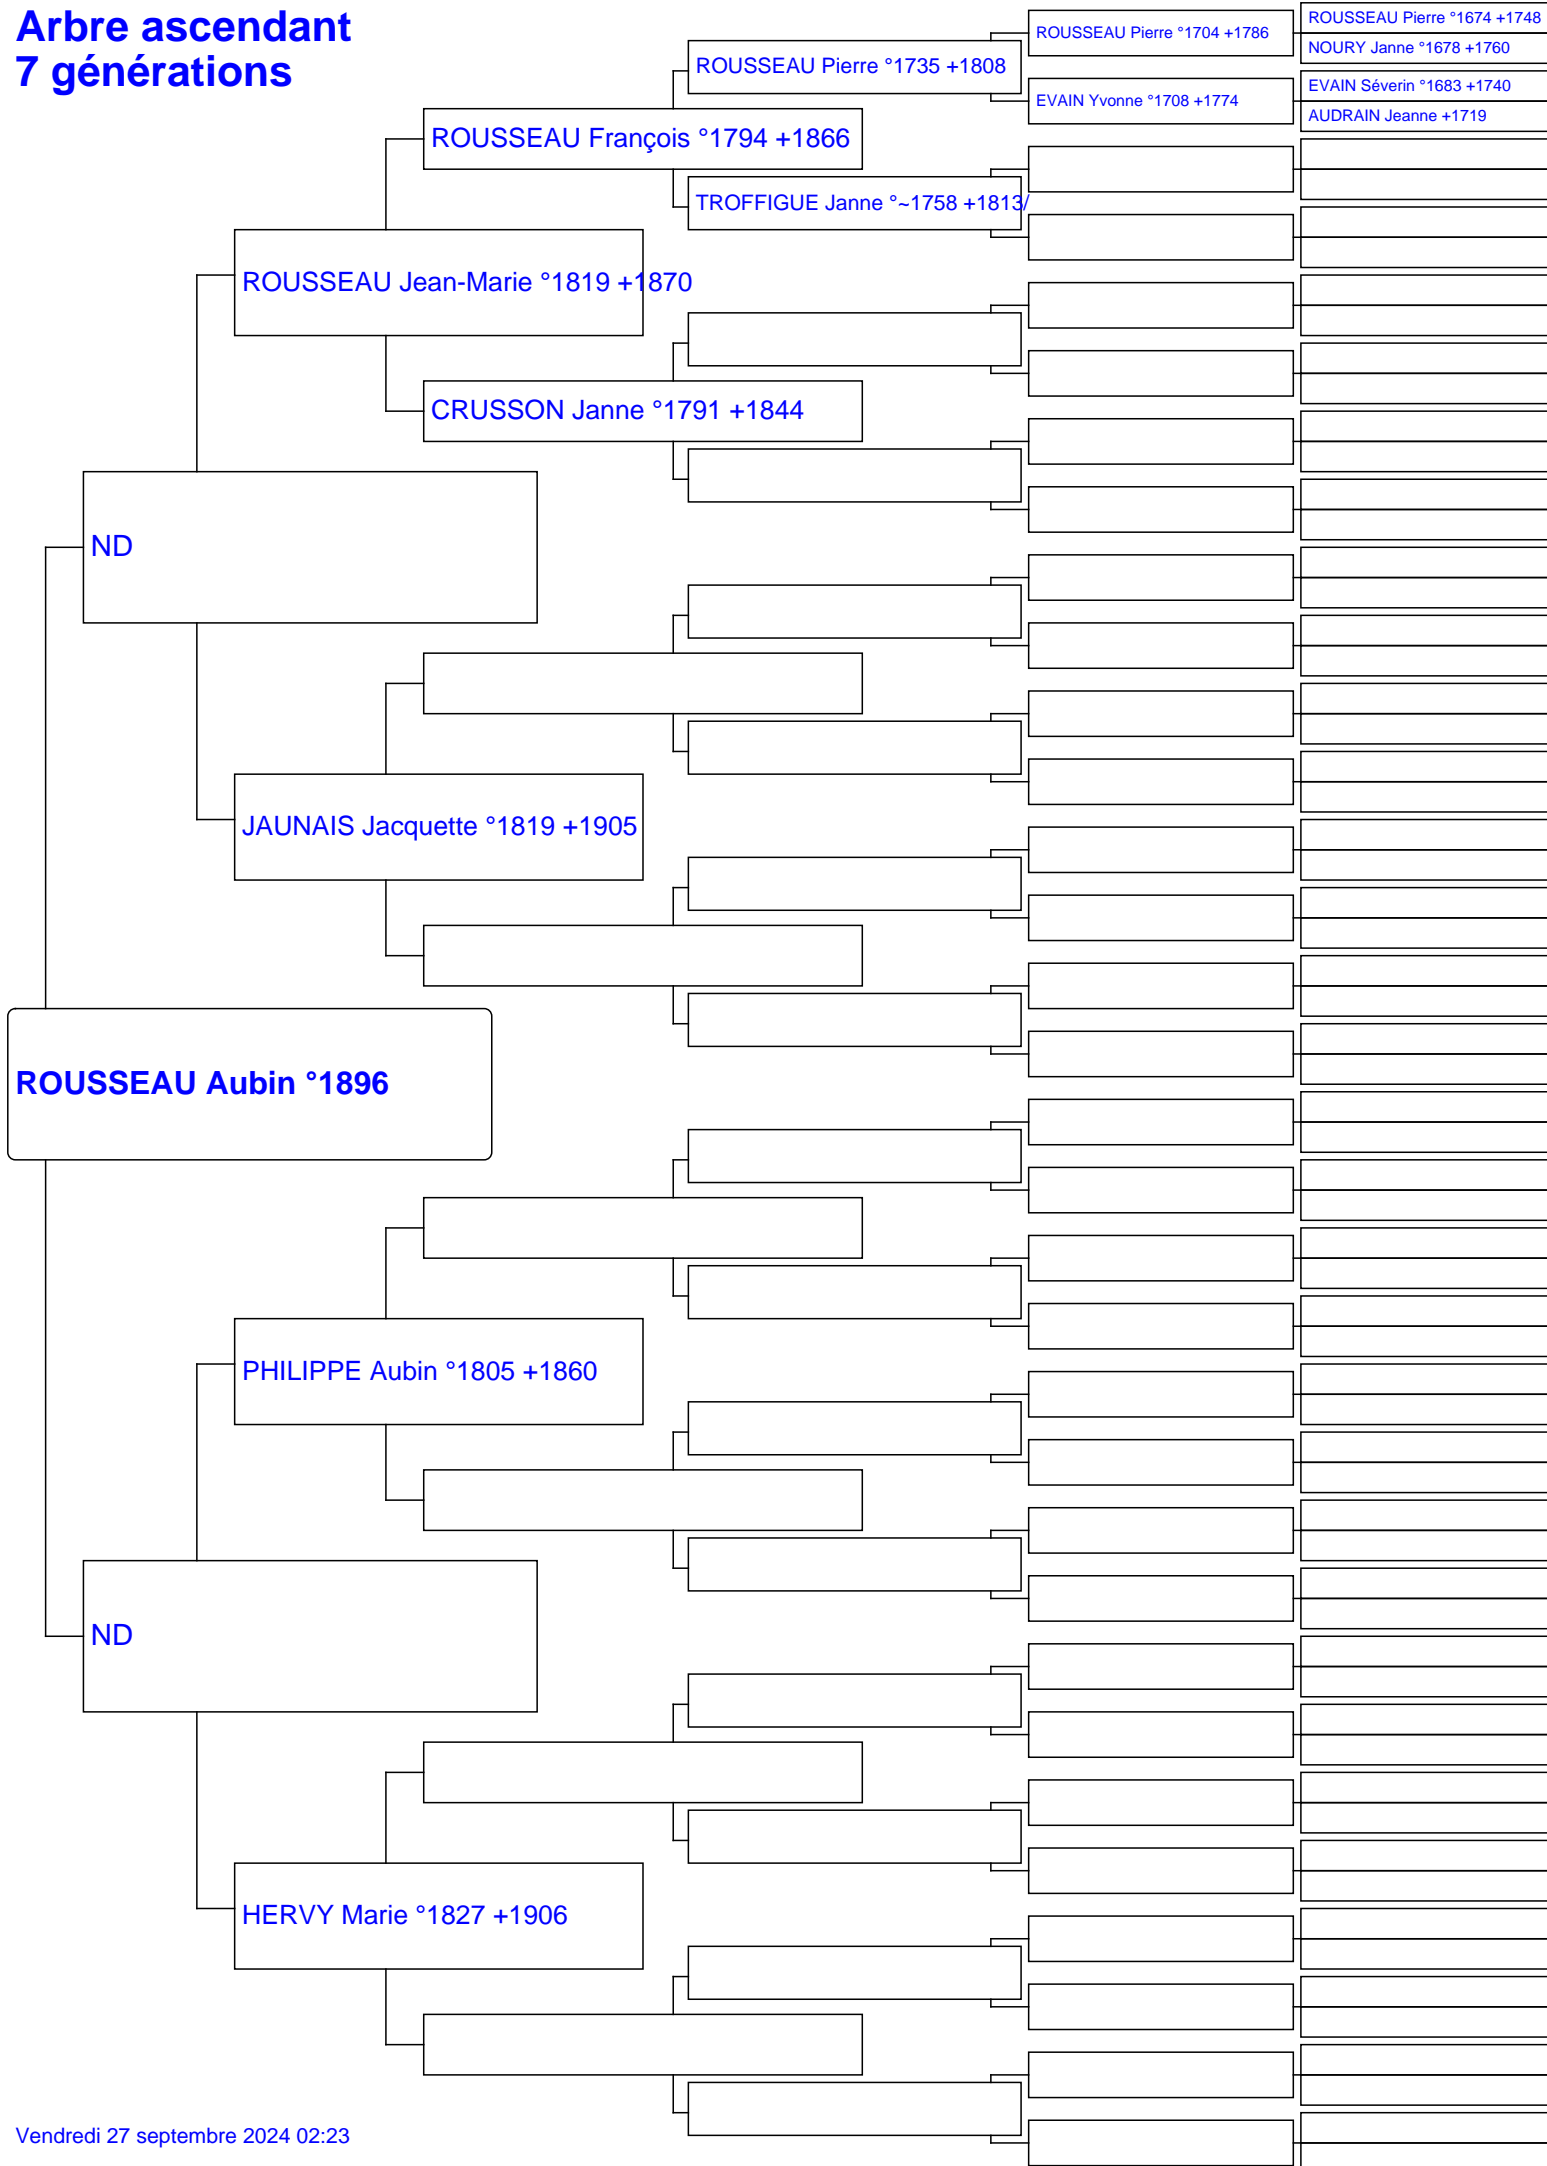 Arbre ascendant
7 générations
ROUSSEAU Pierre °1674 +1748
ROUSSEAU Pierre °1704 +1786
NOURY Janne °1678 +1760
ROUSSEAU Pierre °1735 +1808
EVAIN Séverin °1683 +1740
EVAIN Yvonne °1708 +1774
AUDRAIN Jeanne +1719
ROUSSEAU François °1794 +1866
TROFFIGUE Janne °~1758 +1813/
ROUSSEAU Jean-Marie °1819 +1870
CRUSSON Janne °1791 +1844
ND
JAUNAIS Jacquette °1819 +1905
ROUSSEAU Aubin °1896
PHILIPPE Aubin °1805 +1860
ND
HERVY Marie °1827 +1906
Vendredi 27 septembre 2024 02:23